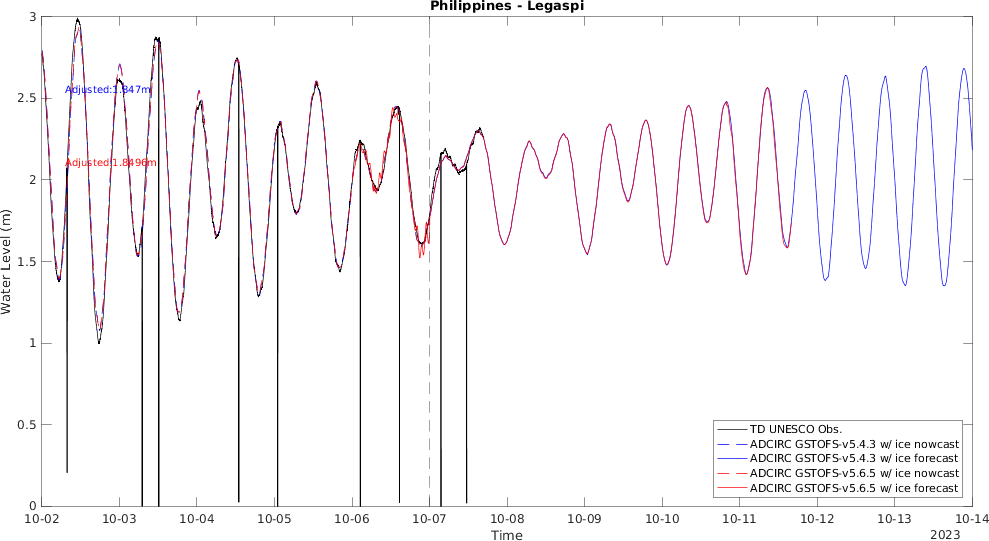 Philippines - Legaspi
3
2.5
2
1.5
1
0.5
0
Water Level (m)
Adjusted:1.847m
Adjusted:1.8496m
TD UNESCO Obs.
ADCIRC GSTOFS-v5.4.3 w/ ice nowcast
ADCIRC GSTOFS-v5.4.3 w/ ice forecast
ADCIRC GSTOFS-v5.6.5 w/ ice nowcast
ADCIRC GSTOFS-v5.6.5 w/ ice forecast
10-02 10-03 10-04 10-05 10-06 10-07 10-08 10-09 10-10 10-11 10-12 10-13 10-14
Time
2023